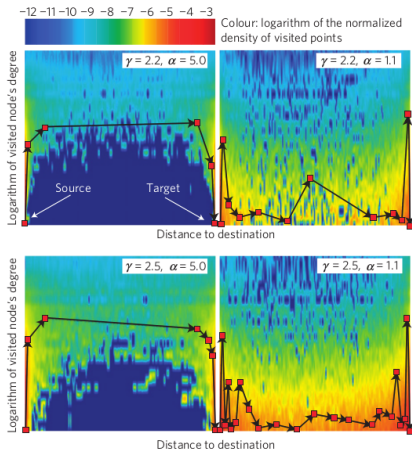 −12 −11 −10 −9 −8 −7 −6 −5 −4 −3
Colour: logarithm of the normalized
density of visited points
γ = 2.2, α = 5.0
γ = 2.2, α = 1.1
Logarithm of visited node's degree
Source
Target
Distance to destination
γ = 2.5, α = 5.0
γ = 2.5, α = 1.1
Logarithm of visited node's degree
Distance to destination